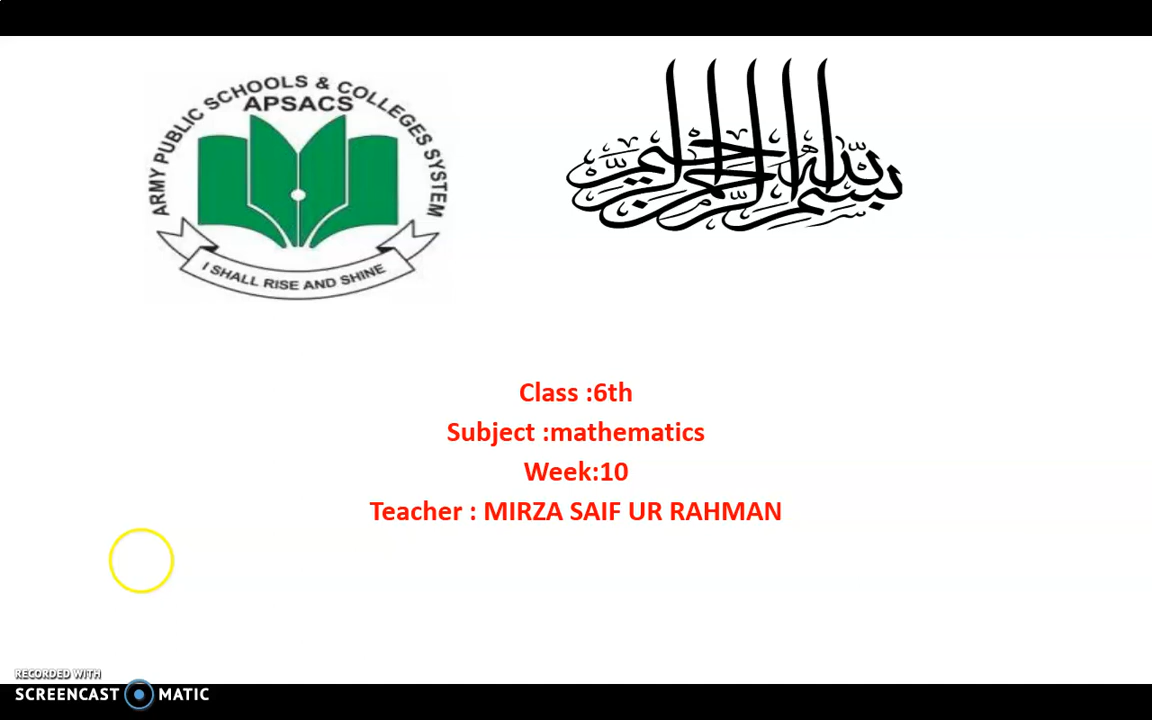 ARMY PUBLIC SCHOOLS & COLLEGES SYSTEM
APSACS
I SHALL RISE AND SHINE
بسم الله الرحمن الرحيم
Class :6th
Subject :mathematics
Week:10
Teacher : MIRZA SAIF UR RAHMAN
RECORDED WITH
SCREENCAST MATIC